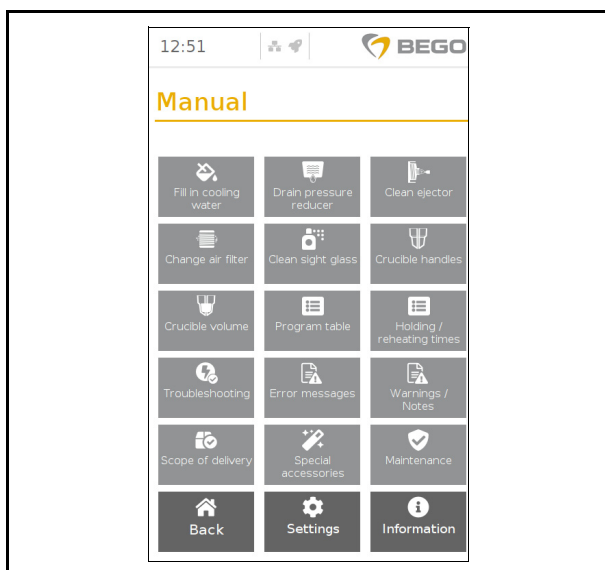 12:51
BEGO
Manual
Fill in cooling
water
Drain pressure
reducer
Clean ejector
Change air filter
Clean sight glass
Crucible handles
Crucible volume
Program table
Holding /
reheating times
Troubleshooting
Error messages
Warnings /
Notes
Scope of delivery
Special
accessories
Maintenance
Back
Settings
Information